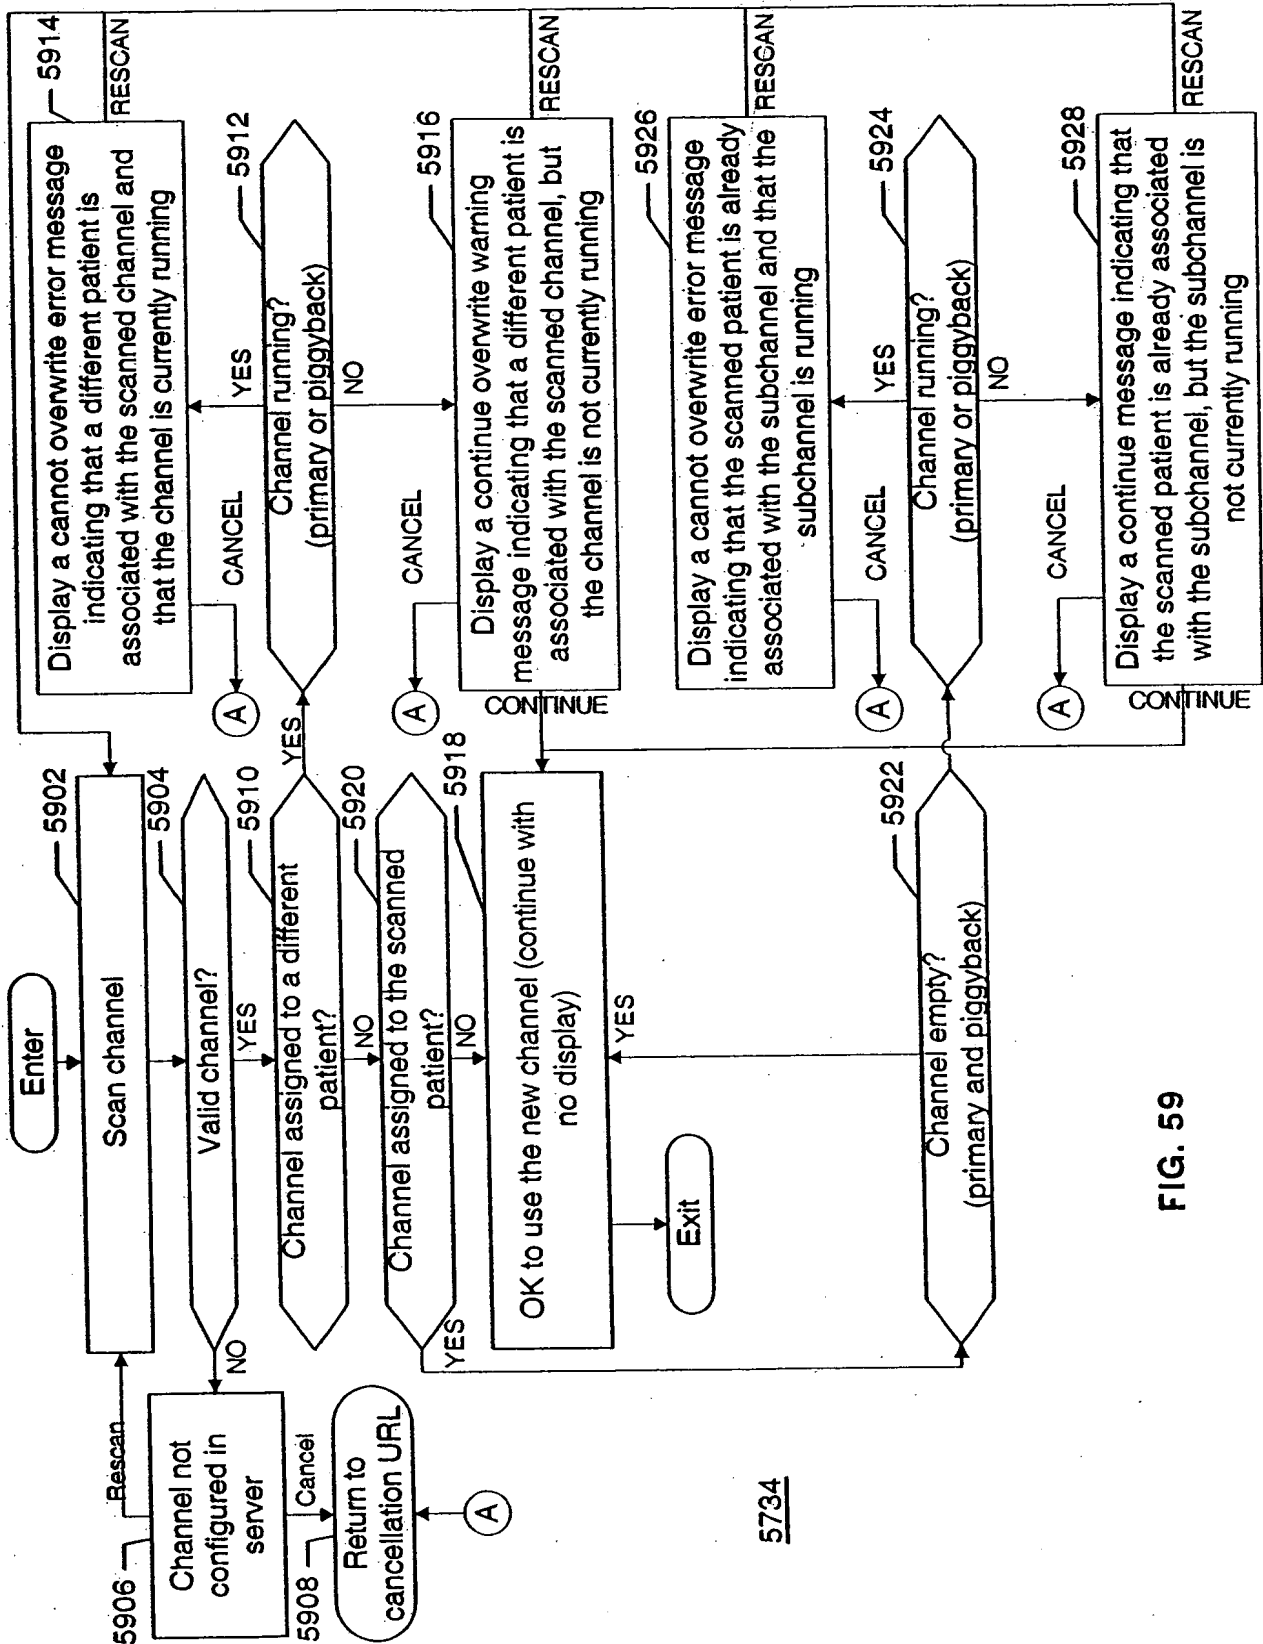 Enter
5902
Scan channel
5904
Valid channel?
YES
NO
Rescan
5906
Channel not
configured in
server
Cancel
5908
Return to
cancellation URL
A
5910
Channel assigned to a different
patient?
YES
NO
5920
Channel assigned to the scanned
patient?
NO
YES
5918
OK to use the new channel (continue with
no display)
Exit
YES
5922
Channel empty?
(primary and piggyback)
5914
Display a cannot overwrite error message
indicating that a different patient is
associated with the scanned channel and
that the channel is currently running
RESCAN
CANCEL
A
YES
5912
Channel running?
(primary or piggyback)
NO
5916
Display a continue overwrite warning
message indicating that a different patient is
associated with the scanned channel, but
the channel is not currently running
RESCAN
CANCEL
A
CONTINUE
5926
Display a cannot overwrite error message
indicating that the scanned patient is already
associated with the subchannel and that the
subchannel is running
RESCAN
CANCEL
A
YES
5924
Channel running?
(primary or piggyback)
NO
5928
Display a continue message indicating that
the scanned patient is already associated
with the subchannel, but the subchannel is
not currently running
RESCAN
CANCEL
A
CONTINUE
5734
FIG. 59